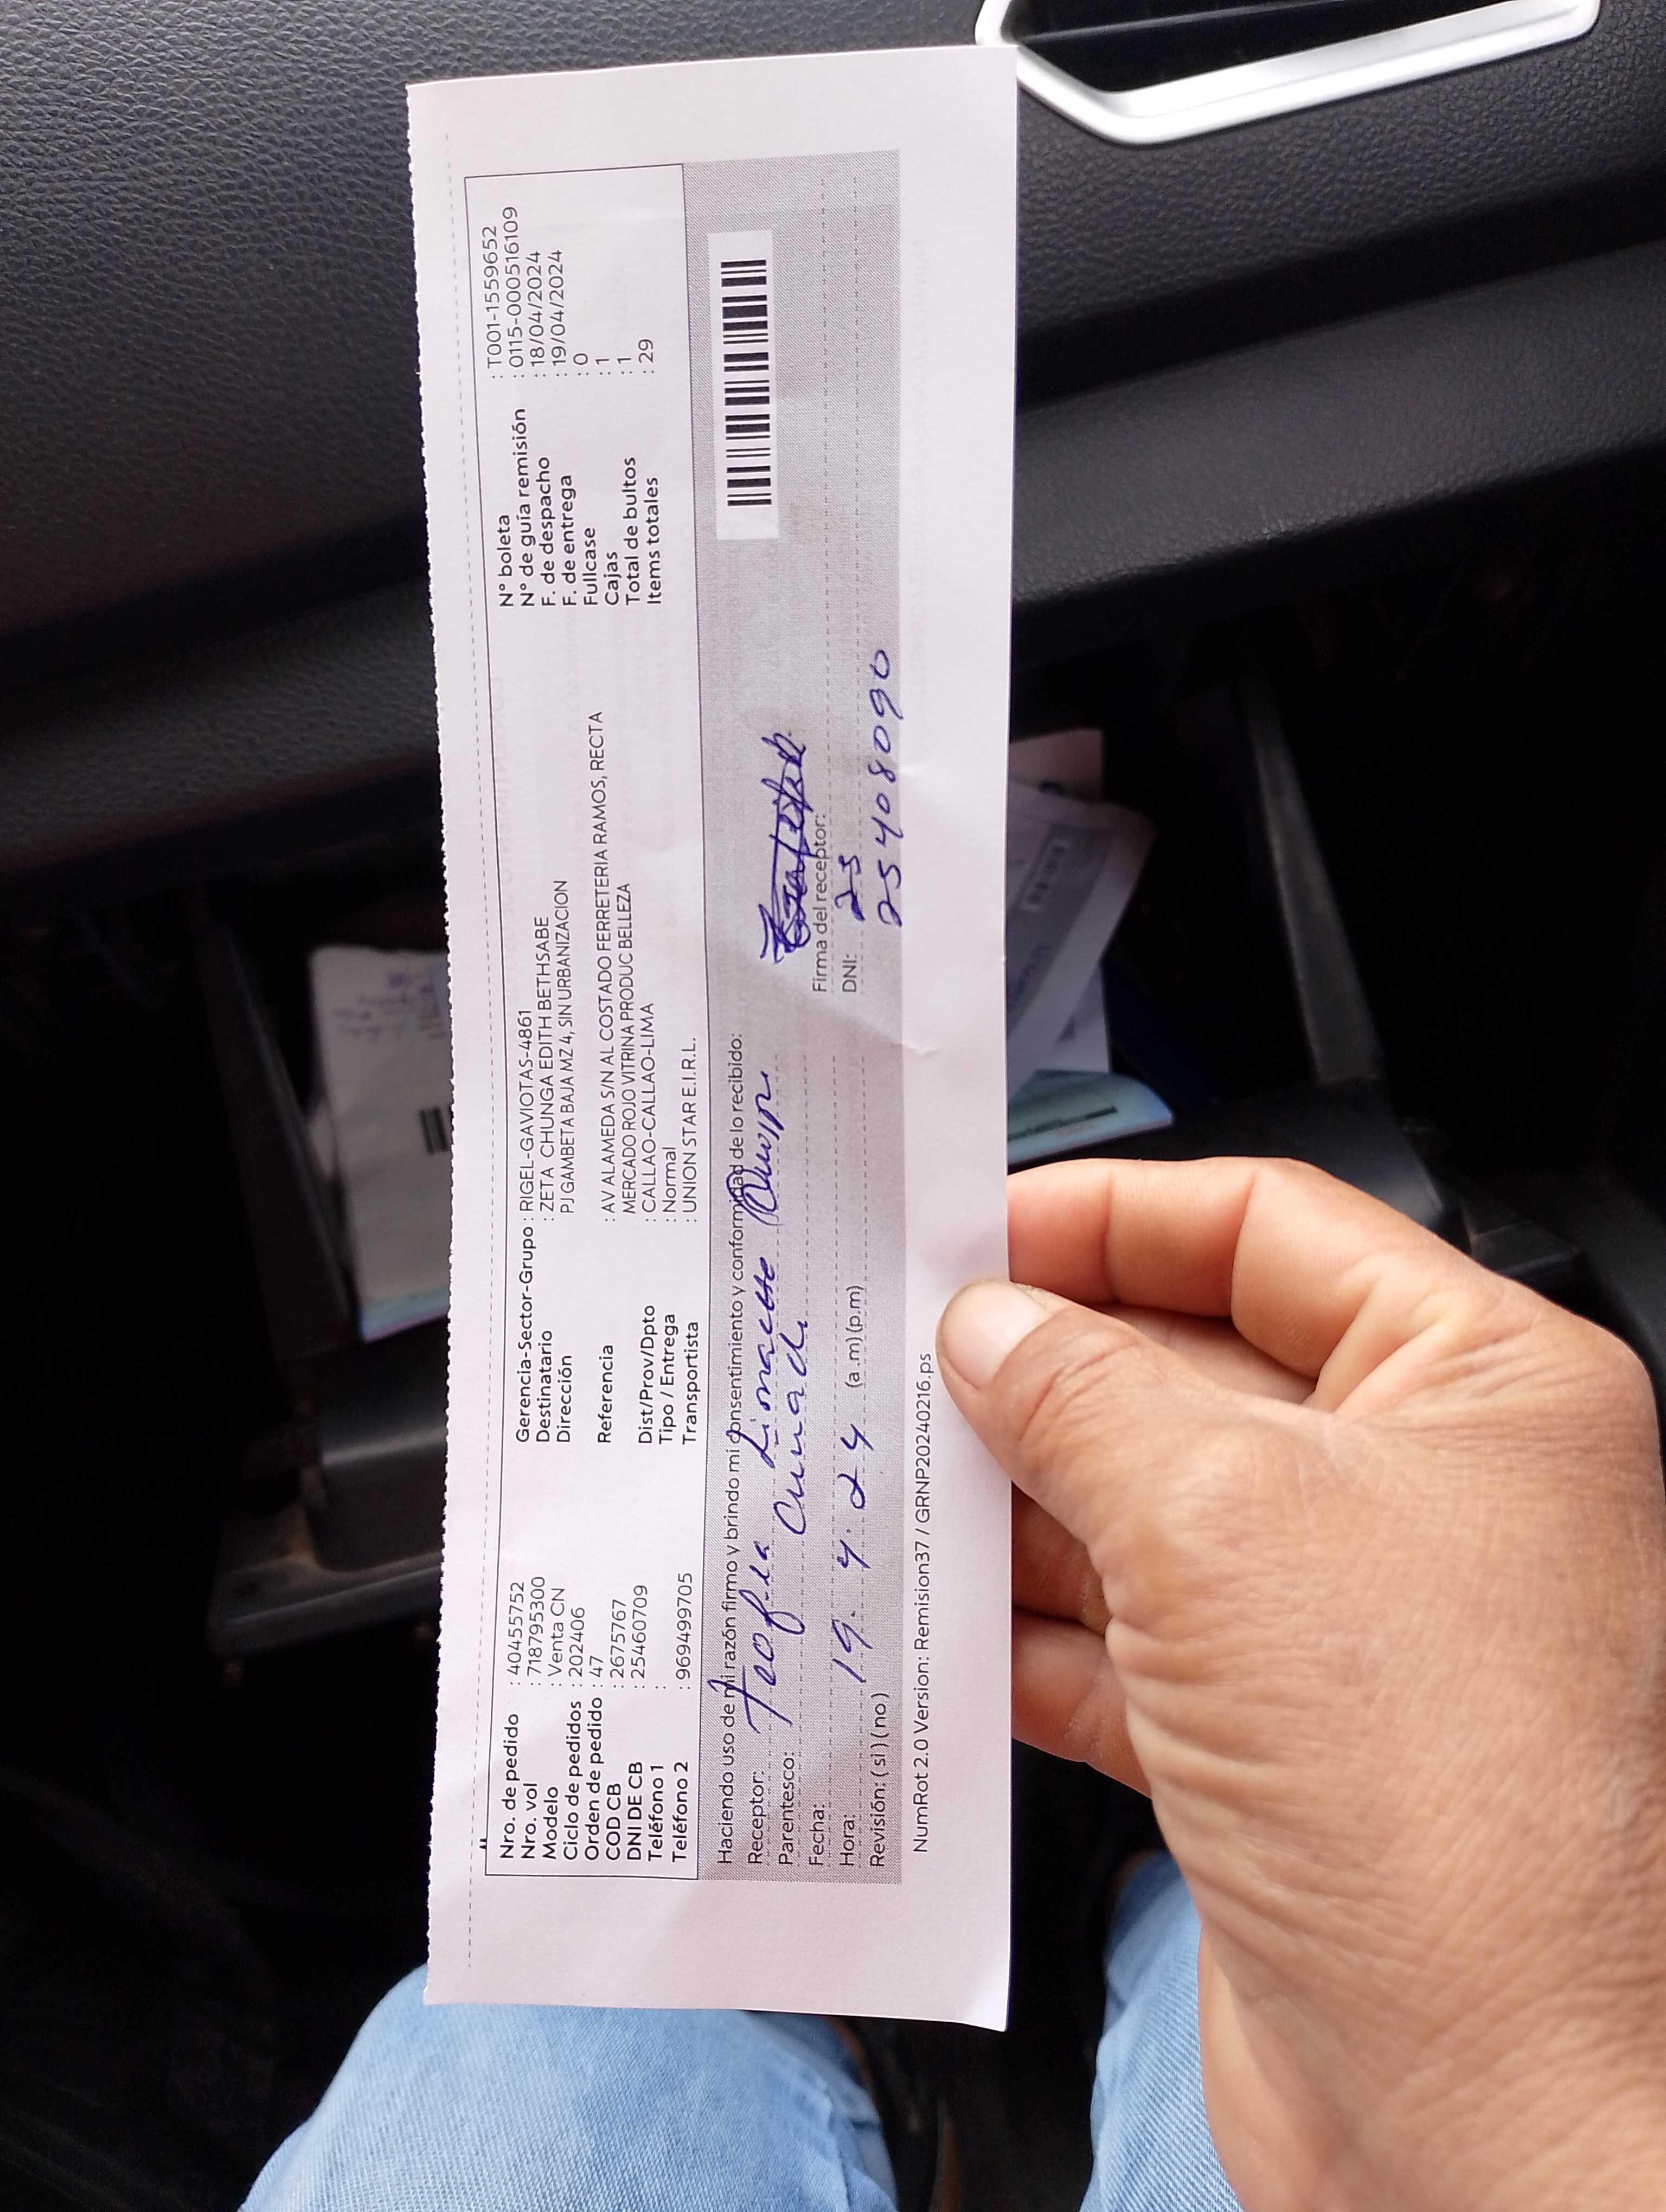 Nro. de pedido : 40455752
Nro. vol : 718795300
Modelo : Venta CN
Ciclo de pedidos : 202406
Orden de pedido : 47
COD CB : 2675767
DNI DE CB : 25460709
Teléfono 1 :
Teléfono 2 : 969499705
Gerencia-Sector-Grupo : RIGEL-GAVIOTAS-4861
Destinatario : ZETA CHUNGA EDITH BETHSABE
Dirección PJ GAMBETA BAJA MZ 4, SIN URBANIZACION
Referencia : AV ALAMEDA S/N AL COSTADO FERRETERIA RAMOS, RECTA
MERCADO ROJO VITRINA PRODUC BELLEZA
Dist/Prov/Dpto : CALLAO-CALLAO-LIMA
Tipo / Entrega : Normal
Transportista : UNION STAR E.I.R.L.
N° boleta : T001-1559652
N° de guía remisión : 0115-000516109
F. de despacho : 18/04/2024
F. de entrega : 19/04/2024
Fullcase : 0
Cajas : 1
Total de bultos : 1
Items totales : 29
Haciendo uso de mi razón firmo y brindo mi consentimiento y conformidad de lo recibido:
Receptor: Teofila
Parentesco: Cuñada
Fecha: 19. 4. 24
Hora: (a.m) (p.m)
Revisión: ( si ) ( no )
Firma del receptor:
DNI: 25
25408090
NumRot 2.0 Version: Remision37 / GRNP20240216.ps